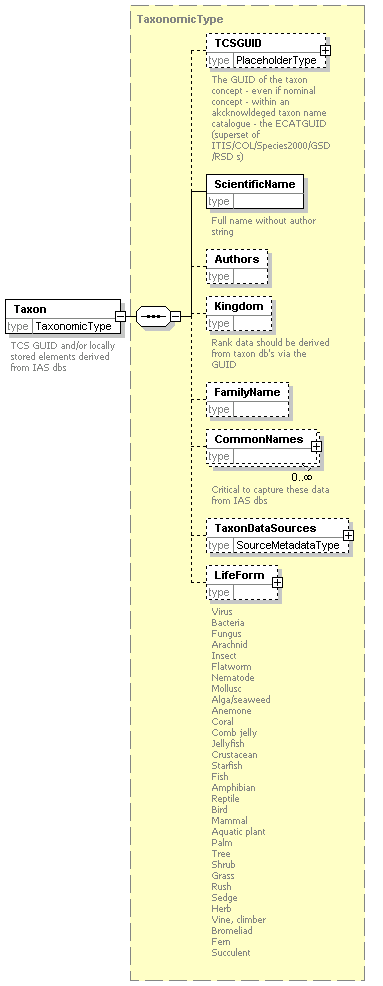 TaxonomicType
TCSGUID
type PlaceholderType
The GUID of the taxon
concept - even if nominal
concept - within an
akcknowldeged taxon name
catalogue - the ECATGUID
(superset of
ITIS/COL/Species2000/GSD
/RSD s)
ScientificName
type
Full name without author
string
Authors
type
Taxon
type TaxonomicType
TCS GUID and/or locally
stored elements derived
from IAS dbs
Kingdom
type
Rank data should be derived
from taxon db's via the
GUID
FamilyName
type
CommonNames
type
0..∞
Critical to capture these data
from IAS dbs
TaxonDataSources
type SourceMetadataType
LifeForm
type
Virus
Bacteria
Fungus
Arachnid
Insect
Flatworm
Nematode
Mollusc
Alga/seaweed
Anemone
Coral
Comb jelly
Jellyfish
Crustacean
Starfish
Fish
Amphibian
Reptile
Bird
Mammal
Aquatic plant
Palm
Tree
Shrub
Grass
Rush
Sedge
Herb
Vine, climber
Bromeliad
Fern
Succulent